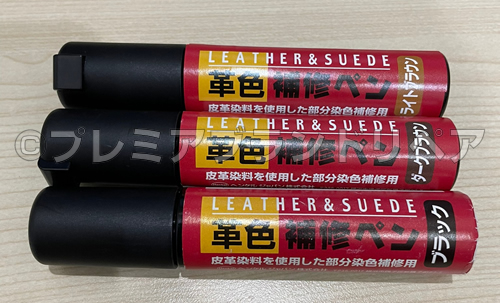 LEATHER&SUEDE
革色補修ペン
ライトブラウン
皮革染料を使用した部分染色補修用
LEATHER&SUEDE
革色補修ペン
ダークブラウン
皮革染料を使用した部分染色補修用
LEATHER&SUEDE
革色補修ペン
ブラック
皮革染料を使用した部分染色補修用
©プレミアブランドリペア